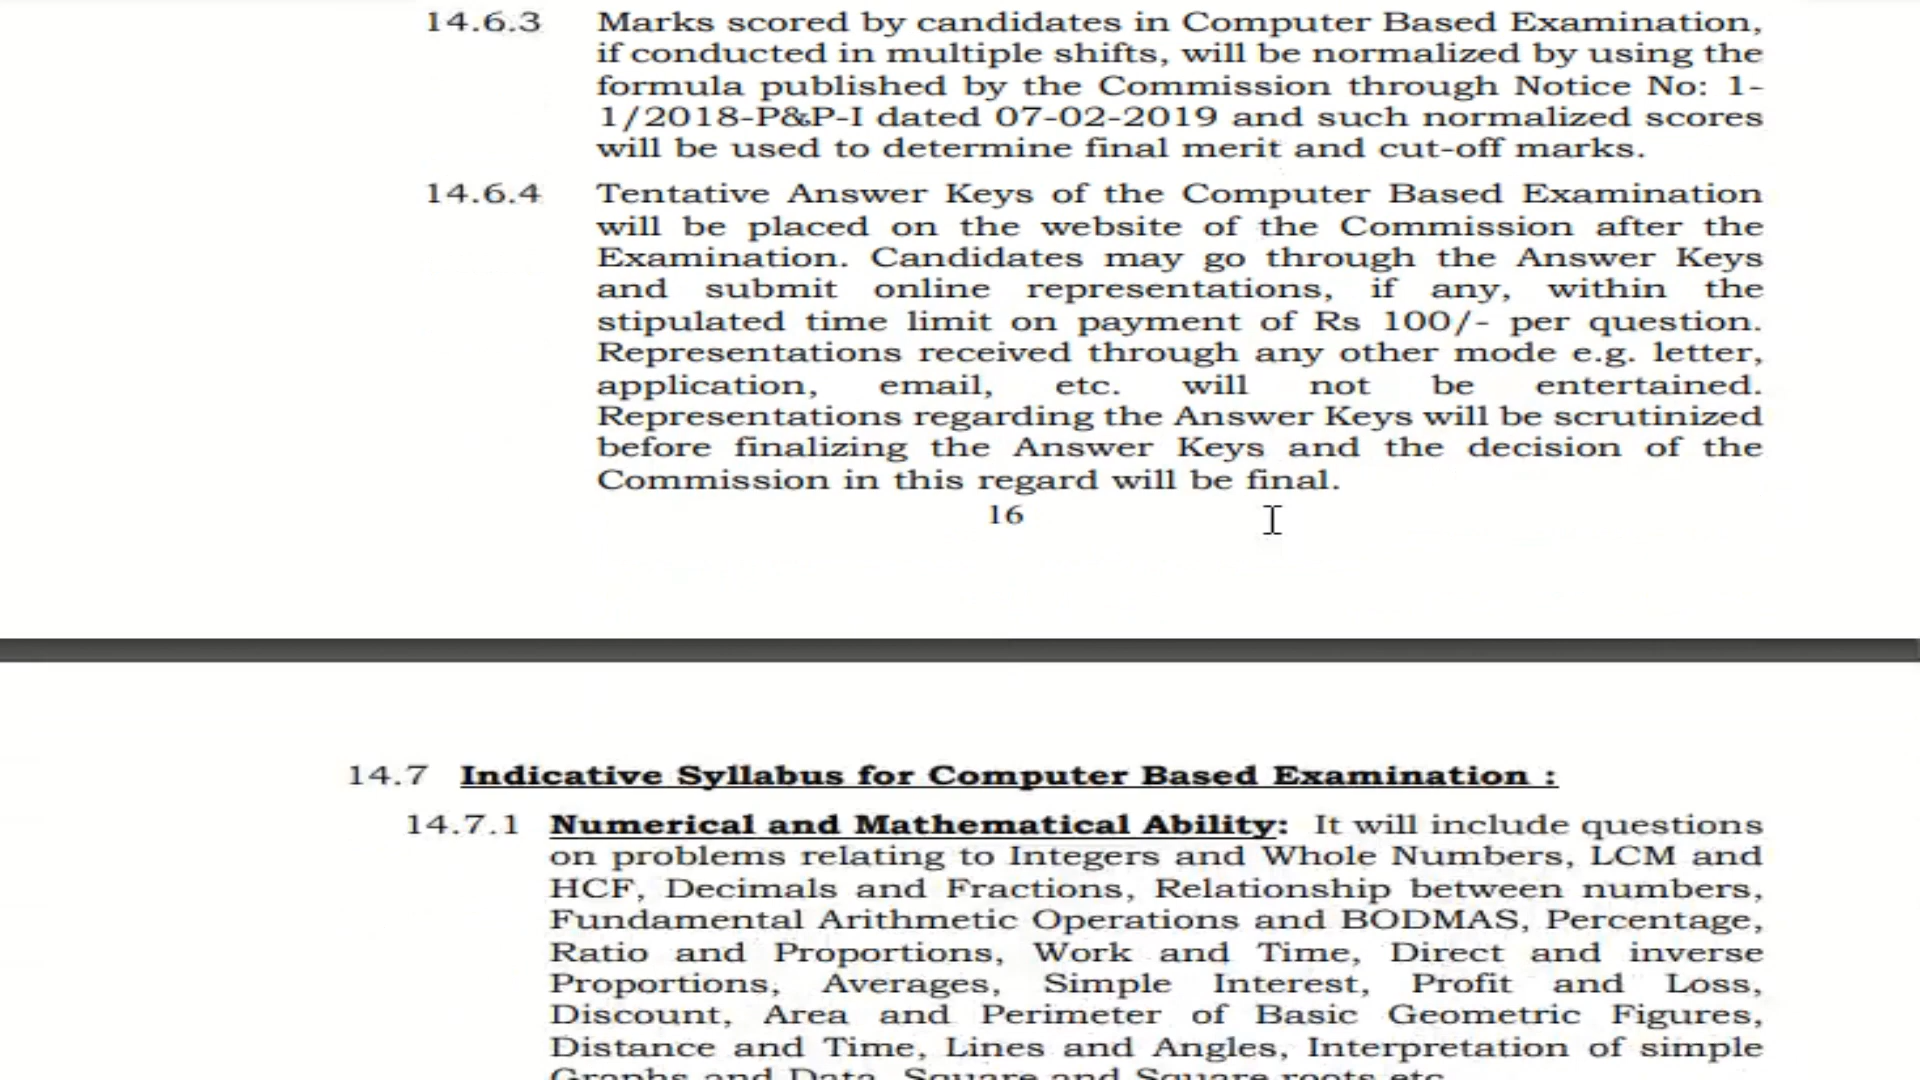 14.6.3 Marks scored by candidates in Computer Based Examination,
if conducted in multiple shifts, will be normalized by using the
formula published by the Commission through Notice No: 1-
1/2018-P&P-I dated 07-02-2019 and such normalized scores
will be used to determine final merit and cut-off marks.
14.6.4 Tentative Answer Keys of the Computer Based Examination
will be placed on the website of the Commission after the
Examination. Candidates may go through the Answer Keys
and submit online representations, if any, within the
stipulated time limit on payment of Rs 100/- per question.
Representations received through any other mode e.g. letter,
application, email, etc. will not be entertained.
Representations regarding the Answer Keys will be scrutinized
before finalizing the Answer Keys and the decision of the
Commission in this regard will be final.
16
14.7 Indicative Syllabus for Computer Based Examination :
14.7.1 Numerical and Mathematical Ability: It will include questions
on problems relating to Integers and Whole Numbers, LCM and
HCF, Decimals and Fractions, Relationship between numbers,
Fundamental Arithmetic Operations and BODMAS, Percentage,
Ratio and Proportions, Work and Time, Direct and inverse
Proportions, Averages, Simple Interest, Profit and Loss,
Discount, Area and Perimeter of Basic Geometric Figures,
Distance and Time, Lines and Angles, Interpretation of simple
Graphs and Data, Square and Square roots etc.